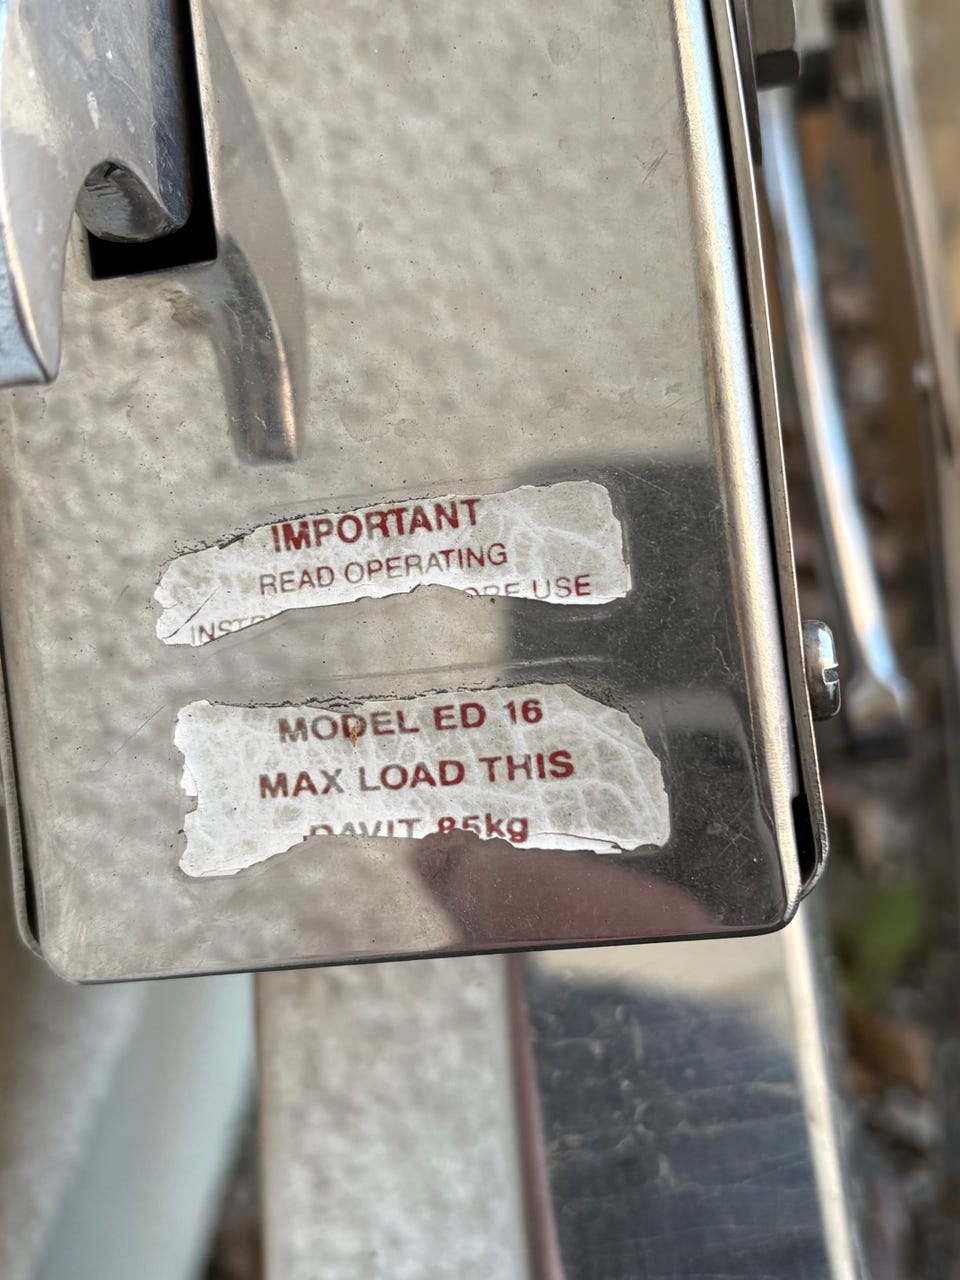 IMPORTANT
READ OPERATING
USE
MODEL ED 16
MAX LOAD THIS
DAVIT 85kg